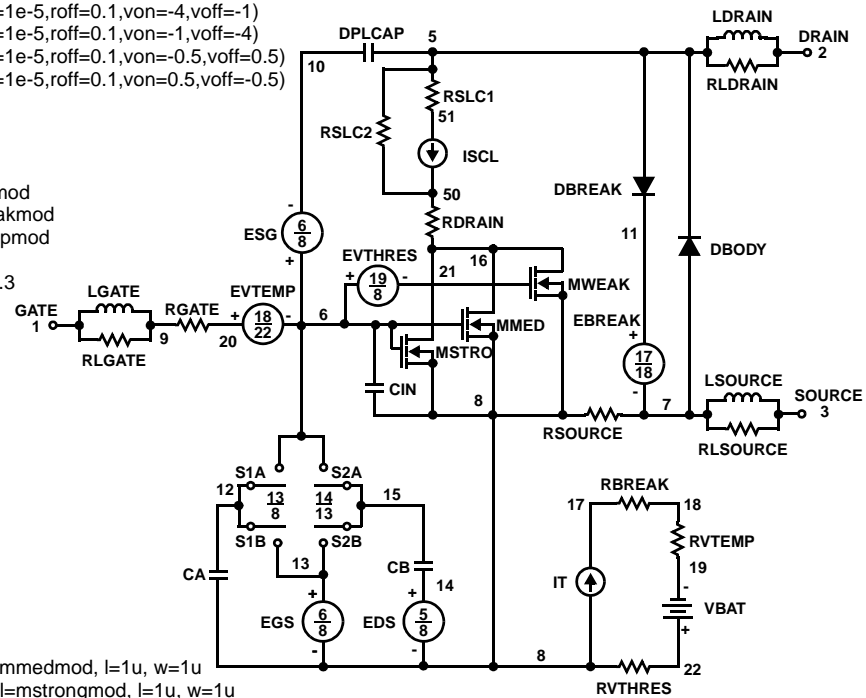 =1e-5,roff=0.1,von=-4,voff=-1)
=1e-5,roff=0.1,von=-1,voff=-4)
=1e-5,roff=0.1,von=-0.5,voff=0.5)
=1e-5,roff=0.1,von=0.5,voff=-0.5)
LDRAIN
DPLCAP
5
DRAIN
2
10
RLDRAIN
RSLC1
51
RSLC2
ISCL
mod
akmod
pmod
.3
50
DBREAK
-
ESG
6
8
+
RDRAIN
11
DBODY
EVTHRES
16
+
19
8
-
21
MWEAK
LGATE
GATE
1
RGATE
EVTEMP
+
18
22
-
6
MMED
EBREAK
+
9
20
MSTRO
RLGATE
17
18
-
LSOURCE
CIN
8
7
SOURCE
3
RSOURCE
RLSOURCE
S1A
S2A
12
13
8
14
13
15
RBREAK
17
18
S1B
S2B
RVTEMP
13
CB
19
CA
14
IT
-
+
+
VBAT
EGS
6
8
EDS
5
8
+
-
-
8
22
RVTHRES
mmedmod, l=1u, w=1u
l=mstrongmod, l=1u, w=1u